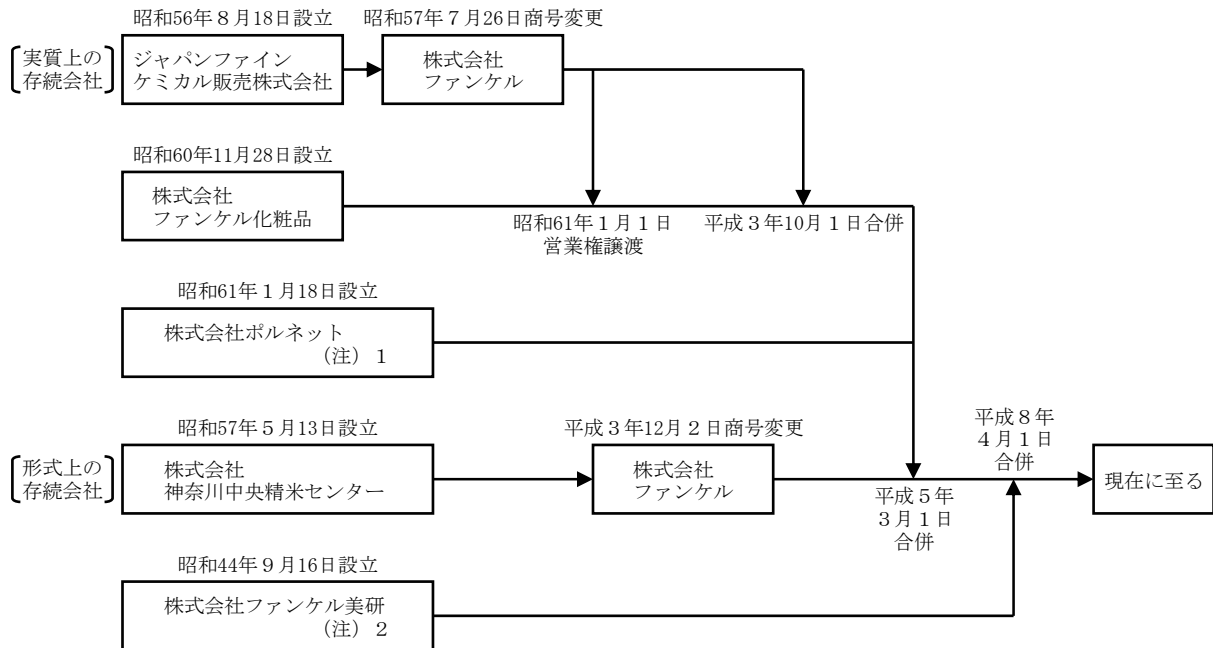 昭和56年８月18日設立
昭和57年７月26日商号変更
実質上の
存続会社
ジャパンファイン
ケミカル販売株式会社
株式会社
ファンケル
昭和60年11月28日設立
株式会社
ファンケル化粧品
昭和61年１月１日
営業権譲渡
平成３年10月１日合併
昭和61年１月18日設立
株式会社ポルネット
（注）１
昭和57年５月13日設立
平成３年12月２日商号変更
平成８年
４月１日
合併
形式上の
存続会社
株式会社
神奈川中央精米センター
株式会社
ファンケル
現在に至る
平成５年
３月１日
合併
昭和44年９月16日設立
株式会社ファンケル美研
（注）２